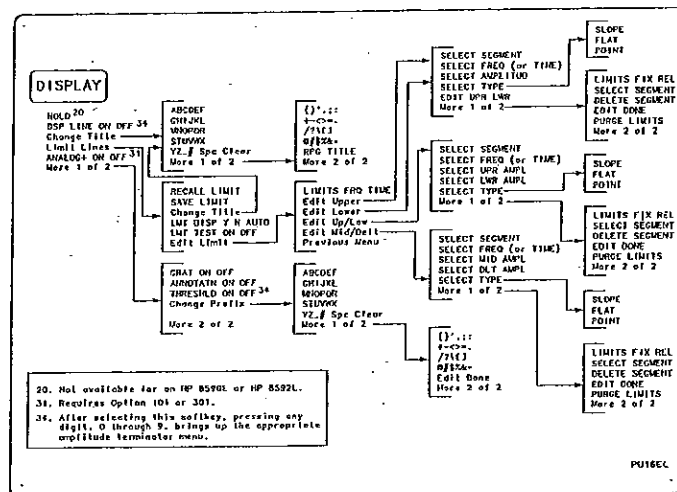 DISPLAY
HOLD 20
DSP LINE ON OFF 34
Change Title
Limit Lines
ANALOG+ ON OFF 31
More 1 of 2
ABCDEF
GHIJKL
MNOPQR
STUVWX
YZ_# Spc Clear
More 1 of 2
RPG TITLE
More 2 of 2
RECALL LIMIT
SAVE LIMIT
Change Title
LMT DISP Y N AUTO
LMT TEST ON OFF
Edit Limit
LIMITS FRQ TIME
Edit Upper
Edit Lower
Edit Up/Low
Edit Mid/Delt
Previous Menu
GRAT ON OFF
ANNOTATN ON OFF
THRESHLD ON OFF 34
Change Prefix
More 2 of 2
ABCDEF
GHIJKL
MNOPQR
STUVWX
YZ_# Spc Clear
More 1 of 2
Edit Done
More 2 of 2
SELECT SEGMENT
SELECT FREQ (or TIME)
SELECT AMPLITUD
SELECT TYPE
EDIT UPR LWR
More 1 of 2
SLOPE
FLAT
POINT
LIMITS FIX REL
SELECT SEGMENT
DELETE SEGMENT
EDIT DONE
PURGE LIMITS
More 2 of 2
SELECT SEGMENT
SELECT FREQ (or TIME)
SELECT UPR AMPL
SELECT LWR AMPL
SELECT TYPE
More 1 of 2
SLOPE
FLAT
POINT
LIMITS FIX REL
SELECT SEGMENT
DELETE SEGMENT
EDIT DONE
PURGE LIMITS
More 2 of 2
SELECT SEGMENT
SELECT FREQ (or TIME)
SELECT MID AMPL
SELECT DLT AMPL
SELECT TYPE
More 1 of 2
SLOPE
FLAT
POINT
LIMITS FIX REL
SELECT SEGMENT
DELETE SEGMENT
EDIT DONE
PURGE LIMITS
More 2 of 2
20. Not available for an HP 8590L or HP 8592L.
31. Requires Option 101 or 301.
34. After selecting this softkey, pressing any
digit, 0 through 9, brings up the appropriate
amplitude terminator menu.
PU16EC